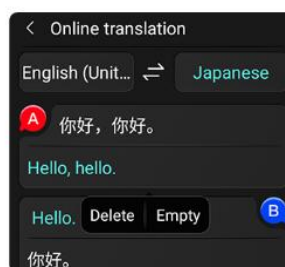 < Online translation
English (Unit... ⇌ Japanese
A 你好，你好。
Hello, hello.
Hello. Delete Empty B
你好。